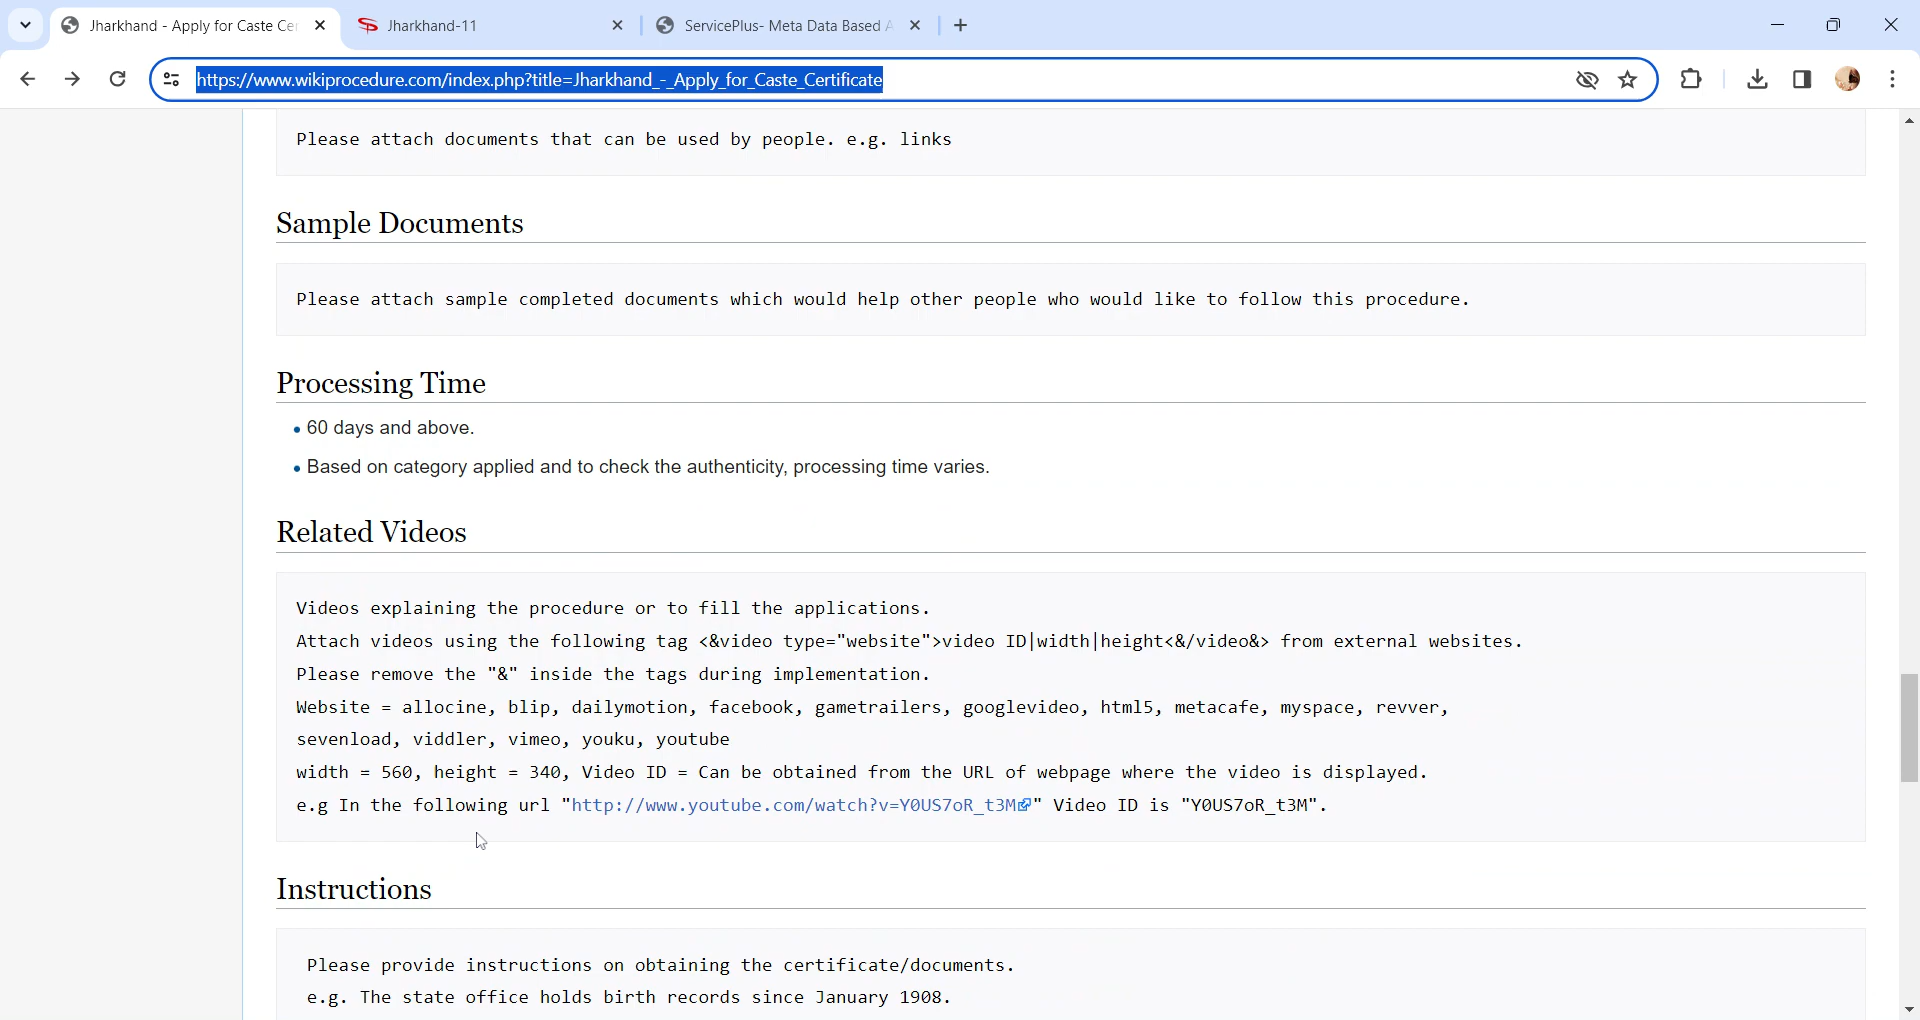 Jharkhand - Apply for Caste Cer
Jharkhand-11
ServicePlus- Meta Data Based A
https://www.wikiprocedure.com/index.php?title=Jharkhand_-_Apply_for_Caste_Certificate
Please attach documents that can be used by people. e.g. links
Sample Documents
Please attach sample completed documents which would help other people who would like to follow this procedure.
Processing Time
60 days and above.
Based on category applied and to check the authenticity, processing time varies.
Related Videos
Videos explaining the procedure or to fill the applications.
Attach videos using the following tag <&video type="website">video ID|width|height<&/video&> from external websites.
Please remove the "&" inside the tags during implementation.
Website = allocine, blip, dailymotion, facebook, gametrailers, googlevideo, html5, metacafe, myspace, revver,
sevenload, viddler, vimeo, youku, youtube
width = 560, height = 340, Video ID = Can be obtained from the URL of webpage where the video is displayed.
e.g In the following url "http://www.youtube.com/watch?v=Y0US7oR_t3M" Video ID is "Y0US7oR_t3M".
Instructions
Please provide instructions on obtaining the certificate/documents.
e.g. The state office holds birth records since January 1908.